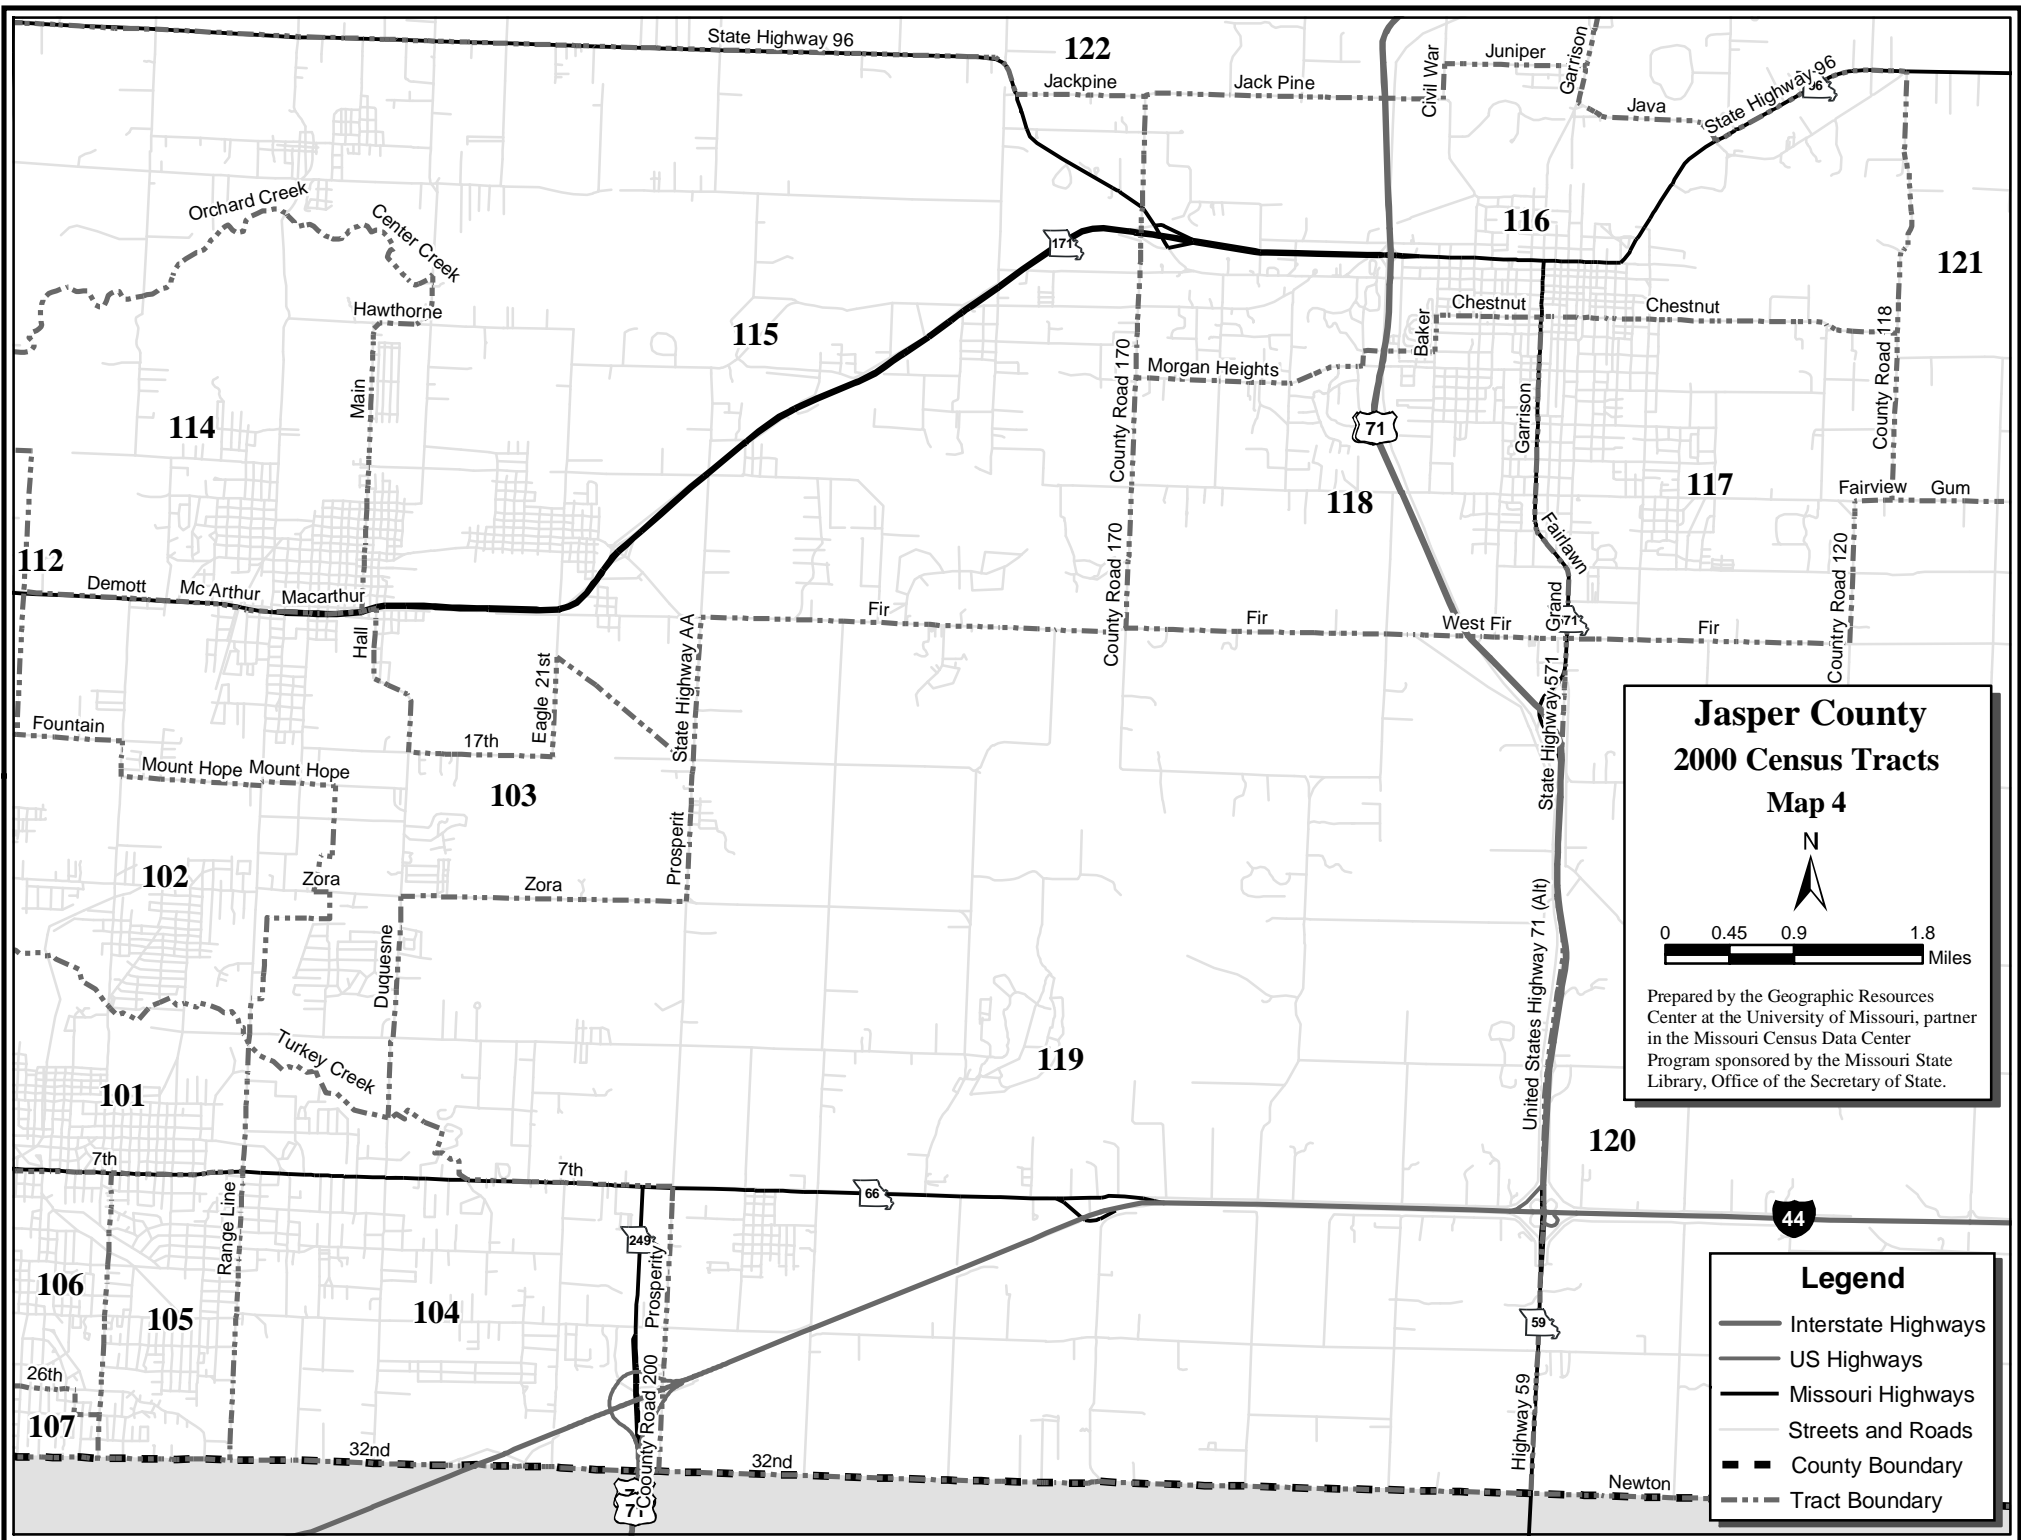 State Highway 96
122
Jackpine
Jack Pine
Civil War
Juniper
Garrison
Java
State Highway 96
96
Orchard Creek
Center Creek
Hawthorne
171
116
121
115
Chestnut
Chestnut
Baker
County Road 118
Morgan Heights
County Road 170
Main
114
71
Garrison
118
117
Fairview
Gum
112
Demott
Mc Arthur
Macarthur
Hall
Fairlawn
Country Road 120
County Road 170
Fir
Fir
West Fir
Grand
Fir
State Highway AA
Eagle 21st
State Highway 571
Fountain
17th
Mount Hope
Mount Hope
103
Prosperit
102
Zora
Zora
Duquesne
United States Highway 71 (Alt)
Turkey Creek
119
101
120
7th
7th
66
44
Range Line
249
Prosperity
106
105
104
59
26th
107
County Road 200
Highway 59
32nd
32nd
Newton
Jasper County
2000 Census Tracts
Map 4
N
0 0.45 0.9 1.8
Miles
Prepared by the Geographic Resources
Center at the University of Missouri, partner
in the Missouri Census Data Center
Program sponsored by the Missouri State
Library, Office of the Secretary of State.
Legend
Interstate Highways
US Highways
Missouri Highways
Streets and Roads
County Boundary
Tract Boundary